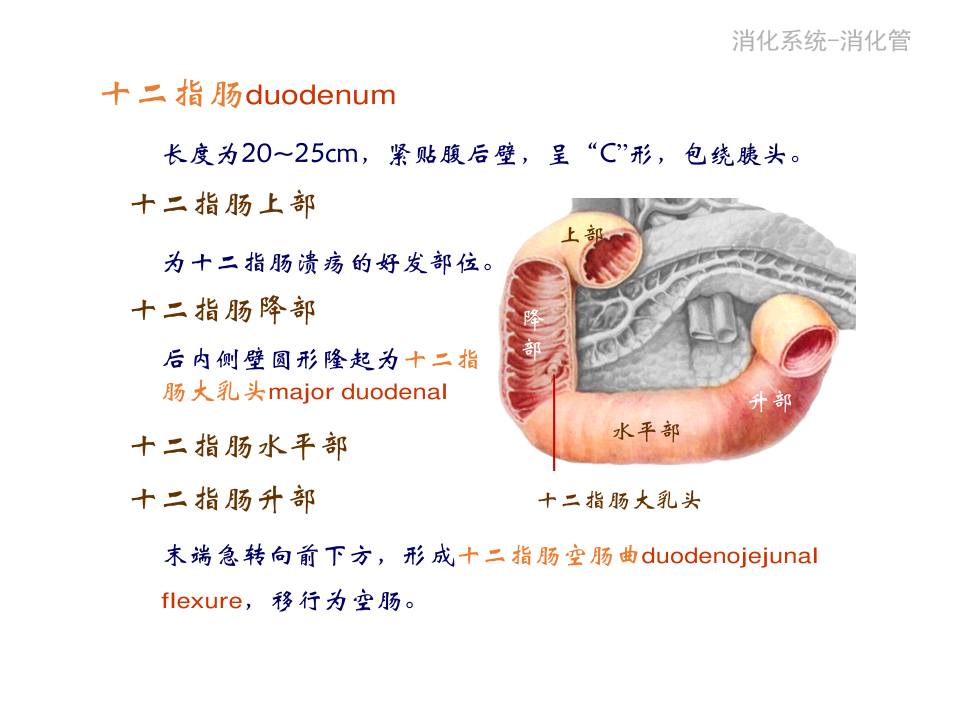 消化系统-消化管
十二指肠duodenum
长度为20~25cm，紧贴腹后壁，呈“C”形，包绕胰头。
十二指肠上部
为十二指肠溃疡的好发部位。
十二指肠降部
后内侧壁圆形隆起为十二指
肠大乳头major duodenal
十二指肠水平部
十二指肠升部
末端急转向前下方，形成十二指肠空肠曲duodenojejunal
flexure，移行为空肠。
上部
降
部
升部
水平部
十二指肠大乳头